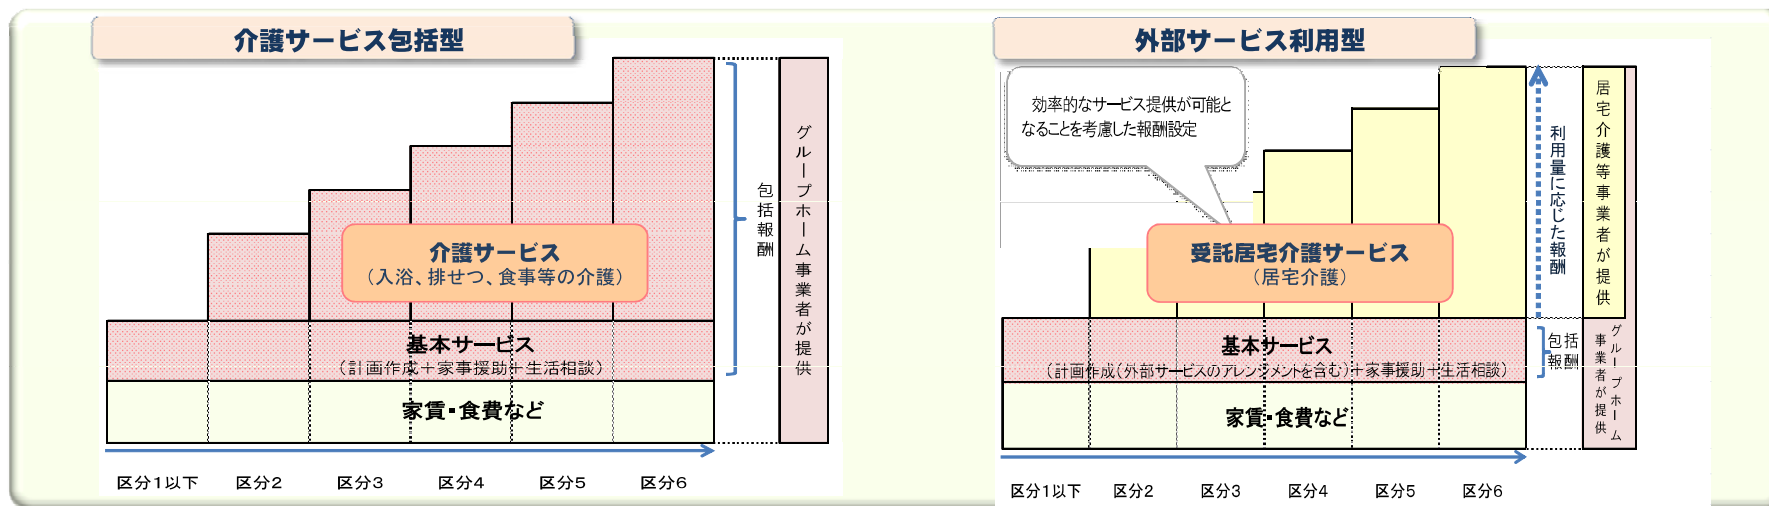 介護サービス包括型
介護サービス
（入浴、排せつ、食事等の介護）
基本サービス
（計画作成＋家事援助＋生活相談）
家賃・食費など
包括報酬
グループホーム事業者が提供
区分1以下
区分2
区分3
区分4
区分5
区分6
外部サービス利用型
効率的なサービス提供が可能と
なることを考慮した報酬設定
受託居宅介護サービス
（居宅介護）
基本サービス
（計画作成（外部サービスのアレンジメントを含む）＋家事援助＋生活相談）
家賃・食費など
利用量に応じた報酬
居宅介護等事業者が提供
包括
報酬
グループホーム
事業者が提供
区分1以下
区分2
区分3
区分4
区分5
区分6